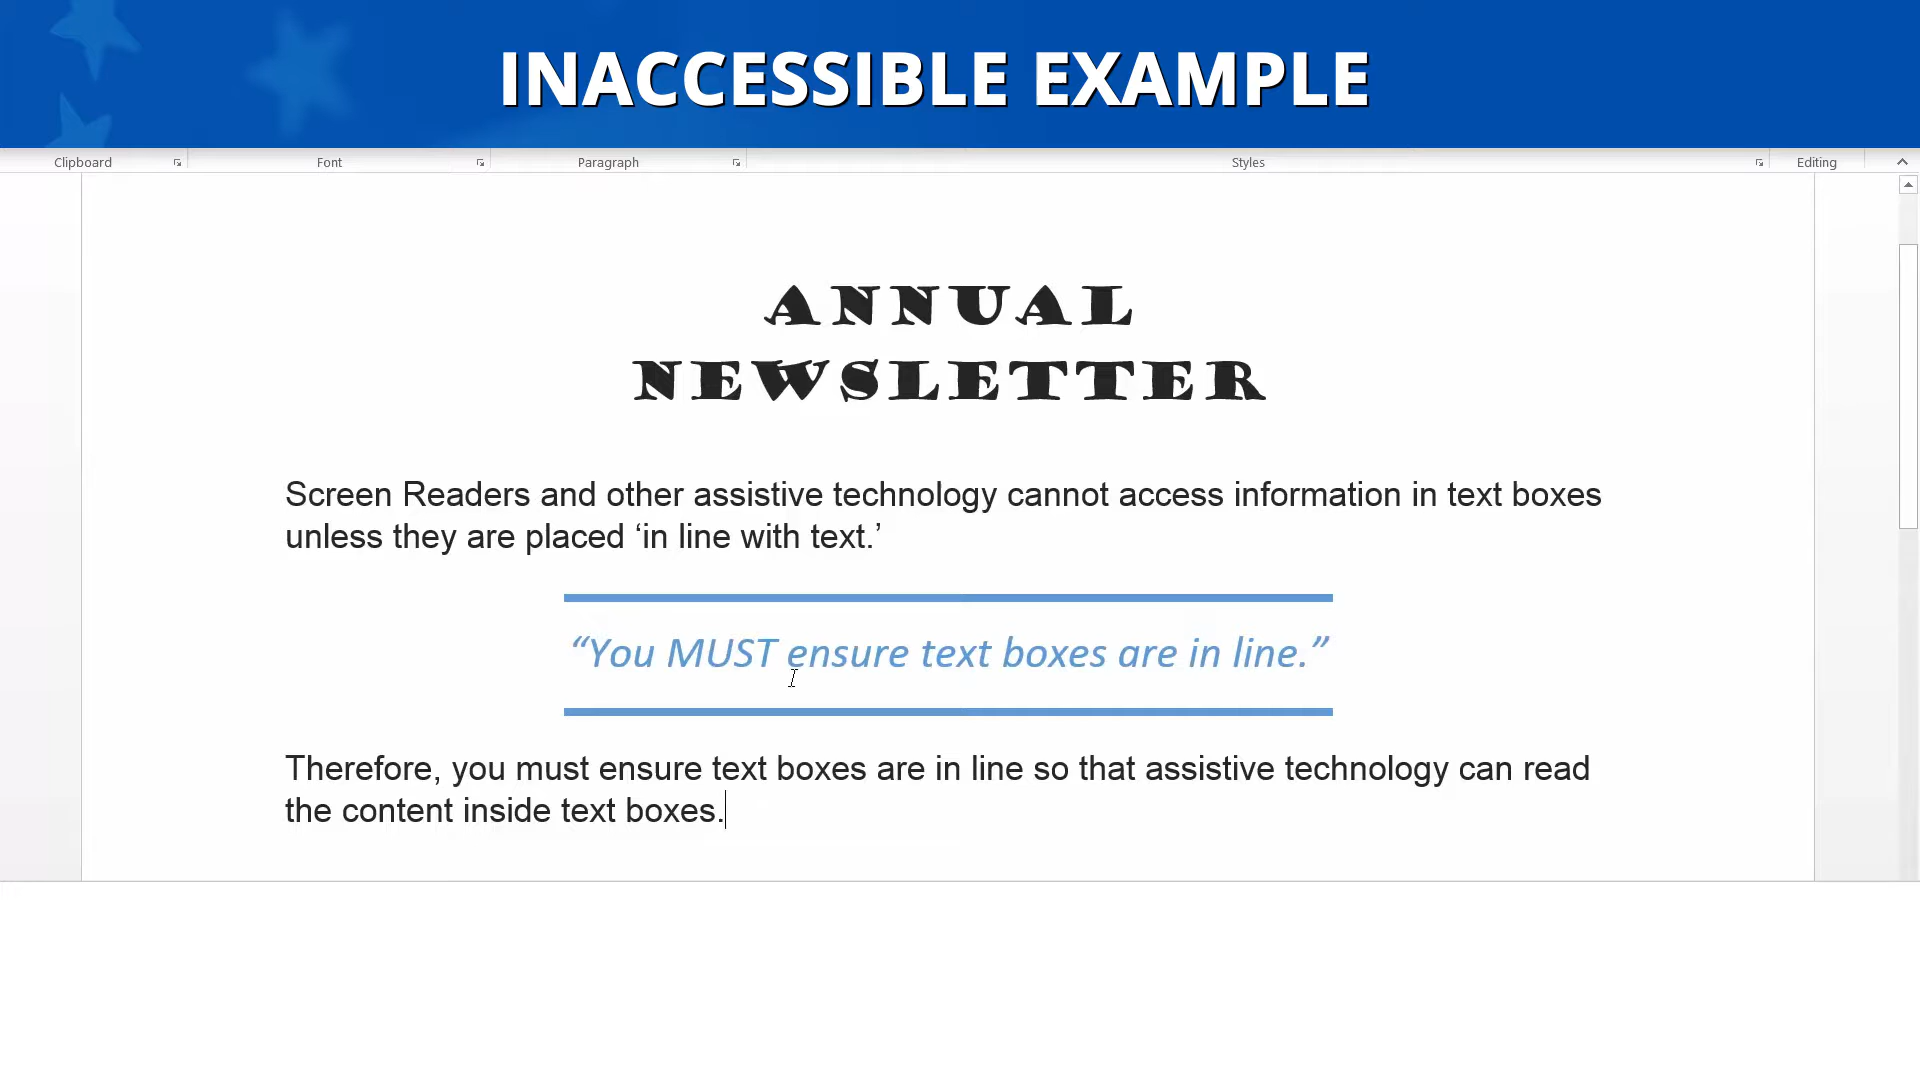 INACCESSIBLE EXAMPLE
Clipboard Font Paragraph Styles Editing
ANNUAL
NEWSLETTER
Screen Readers and other assistive technology cannot access information in text boxes
unless they are placed ‘in line with text.’
“You MUST ensure text boxes are in line.”
Therefore, you must ensure text boxes are in line so that assistive technology can read
the content inside text boxes.